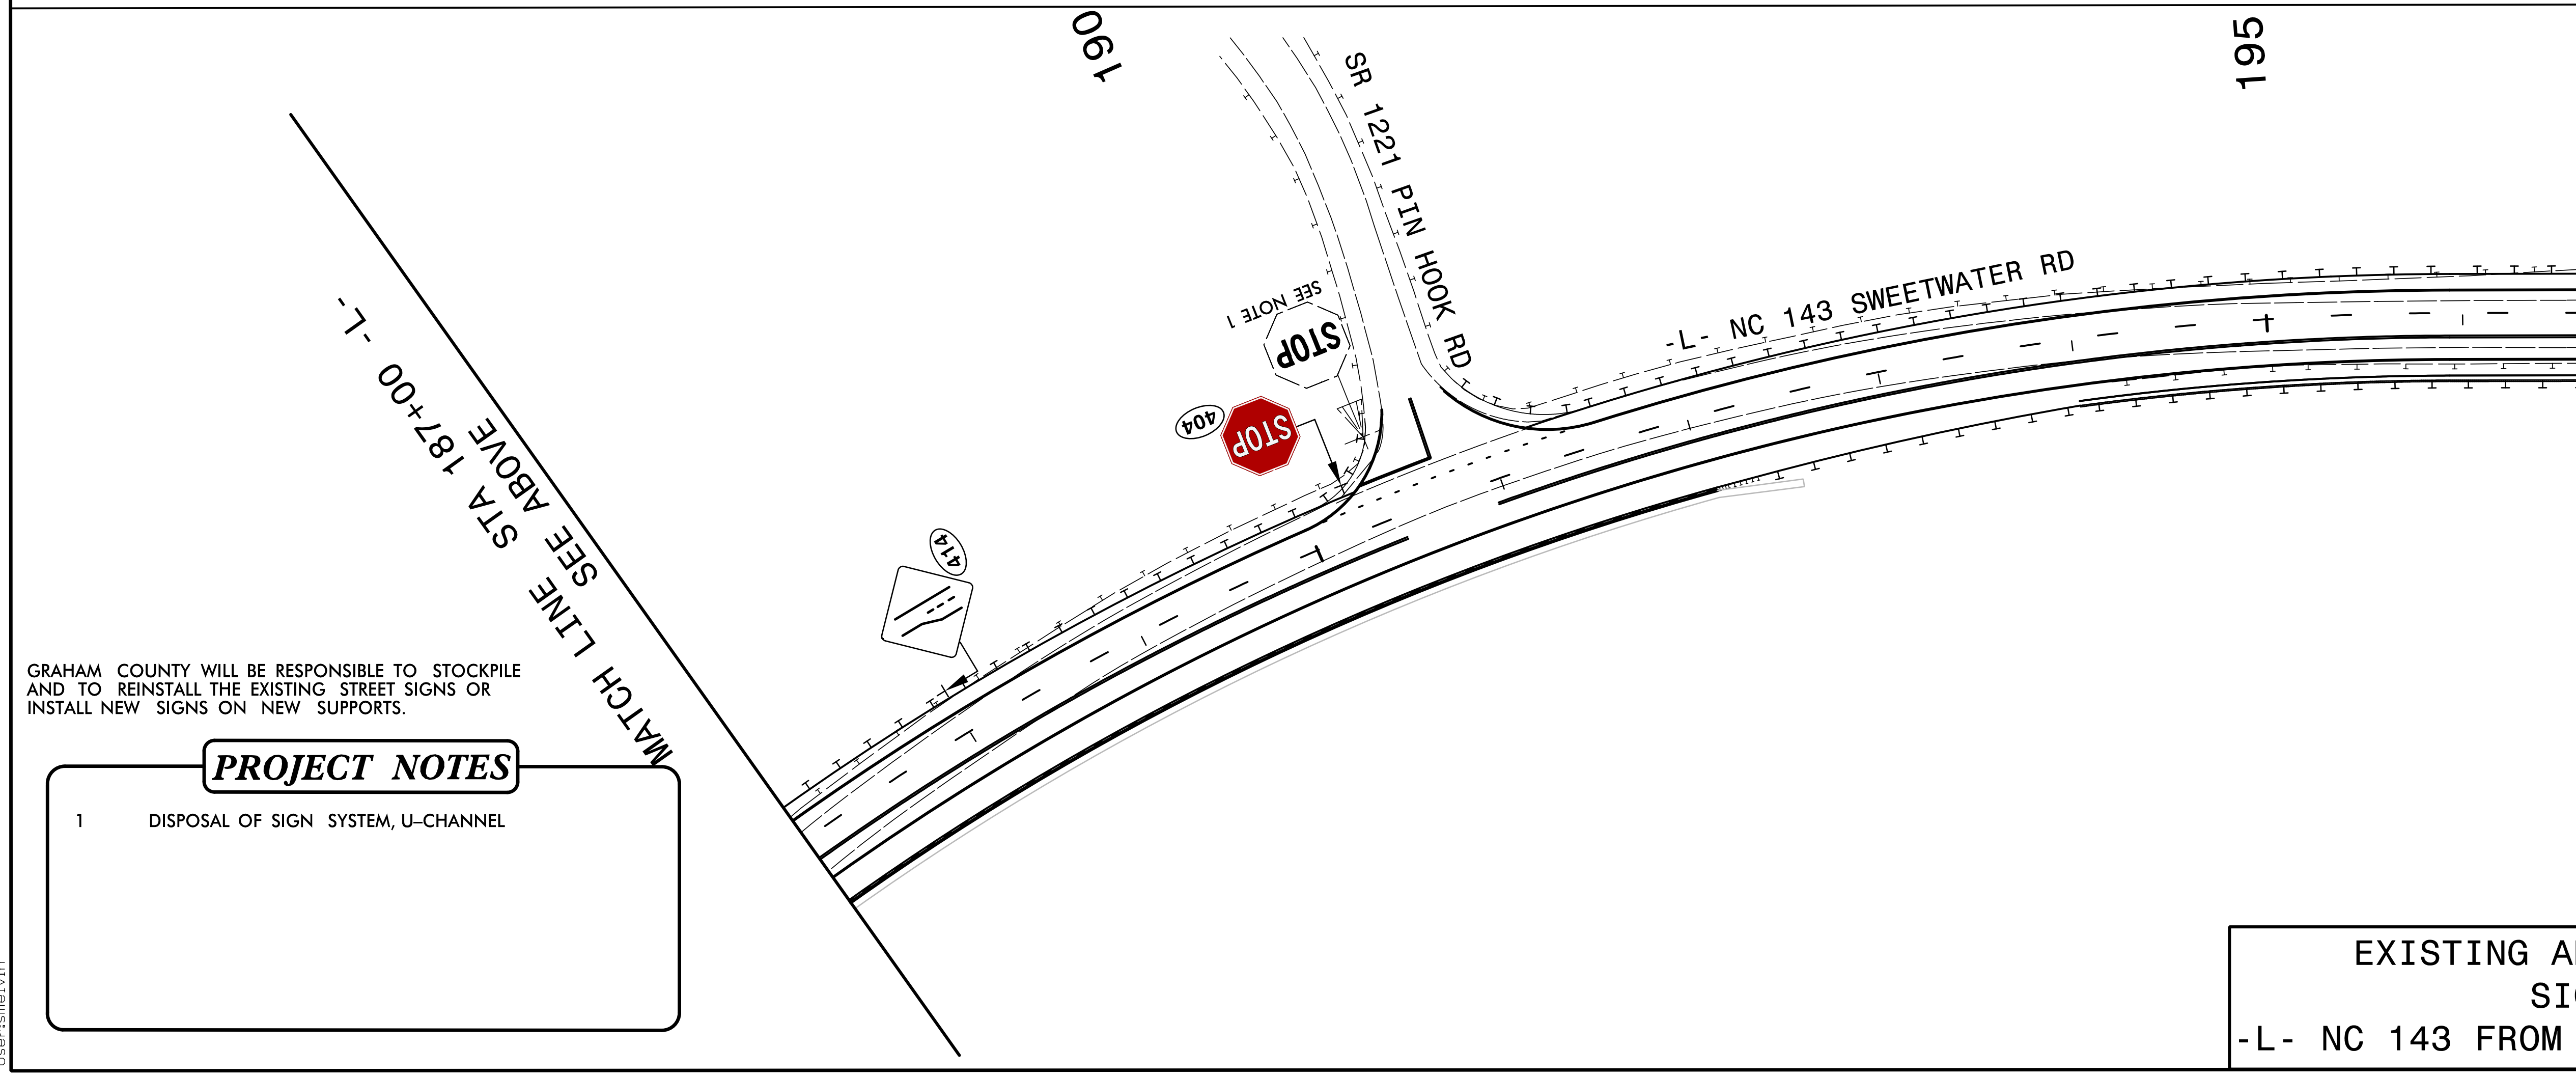 190
195
SR 1221 PIN HOOK RD
-L- NC 143 SWEETWATER RD
SEE NOTE 1
STOP
404
STOP
414
MATCH LINE STA 187+00 -L-
SEE ABOVE SEE ABOVE
GRAHAM COUNTY WILL BE RESPONSIBLE TO STOCKPILE
AND TO REINSTALL THE EXISTING STREET SIGNS OR
INSTALL NEW SIGNS ON NEW SUPPORTS.
PROJECT NOTES
1 DISPOSAL OF SIGN SYSTEM, U–CHANNEL
EXISTING
-L- NC 143 FROM